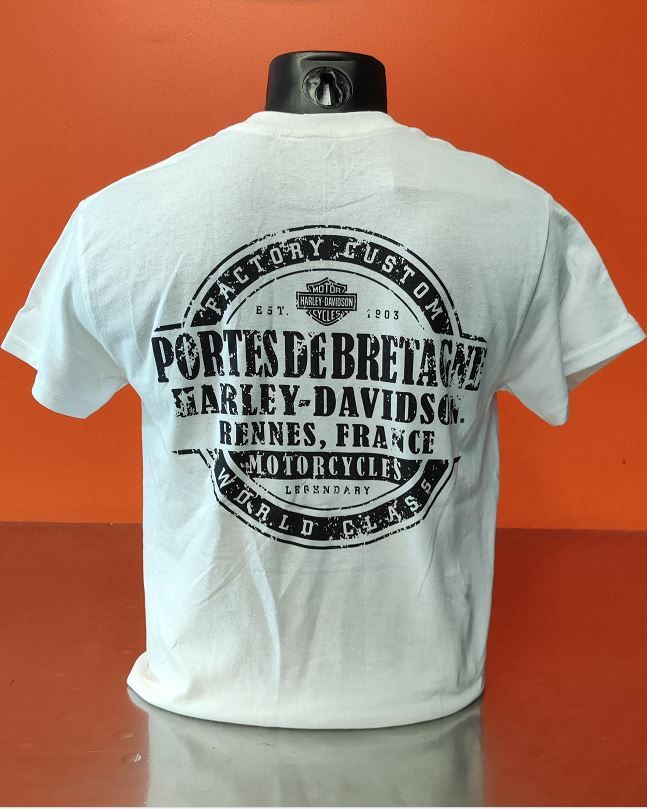 FACTORY CUSTOM
MOTOR
HARLEY-DAVIDSON
CYCLES
EST. 1903
PORTES DE BRETAGNE
HARLEY-DAVIDSON.
RENNES, FRANCE
MOTORCYCLES
LEGENDARY
WORLD CLASS